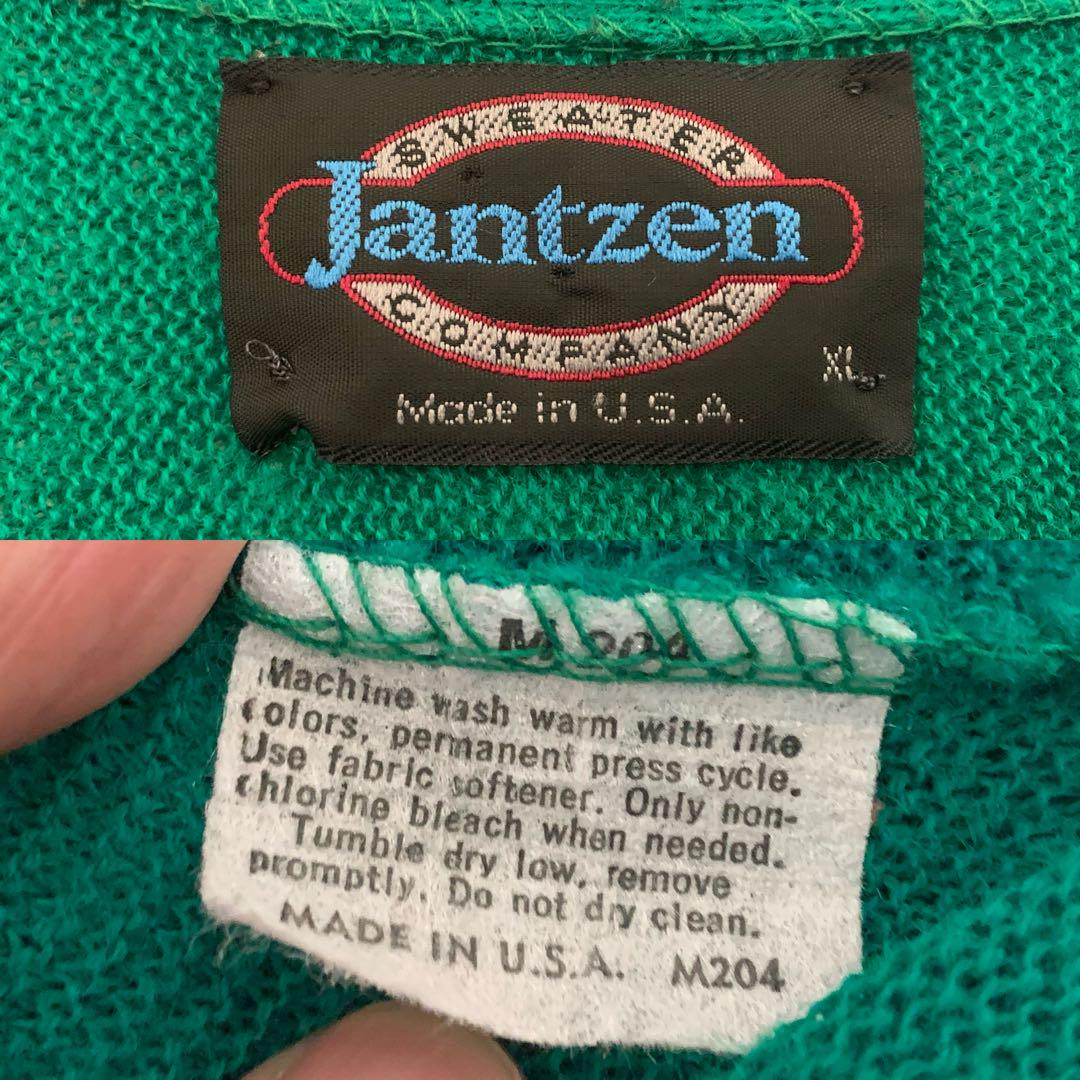 SWEATER
Jantzen
COMPANY
XL
Made in U.S.A.
Machine wash warm with like
colors, permanent press cycle.
Use fabric softener. Only non-
chlorine bleach when needed.
Tumble dry low, remove
promptly. Do not dry clean.
MADE IN U.S.A. M204